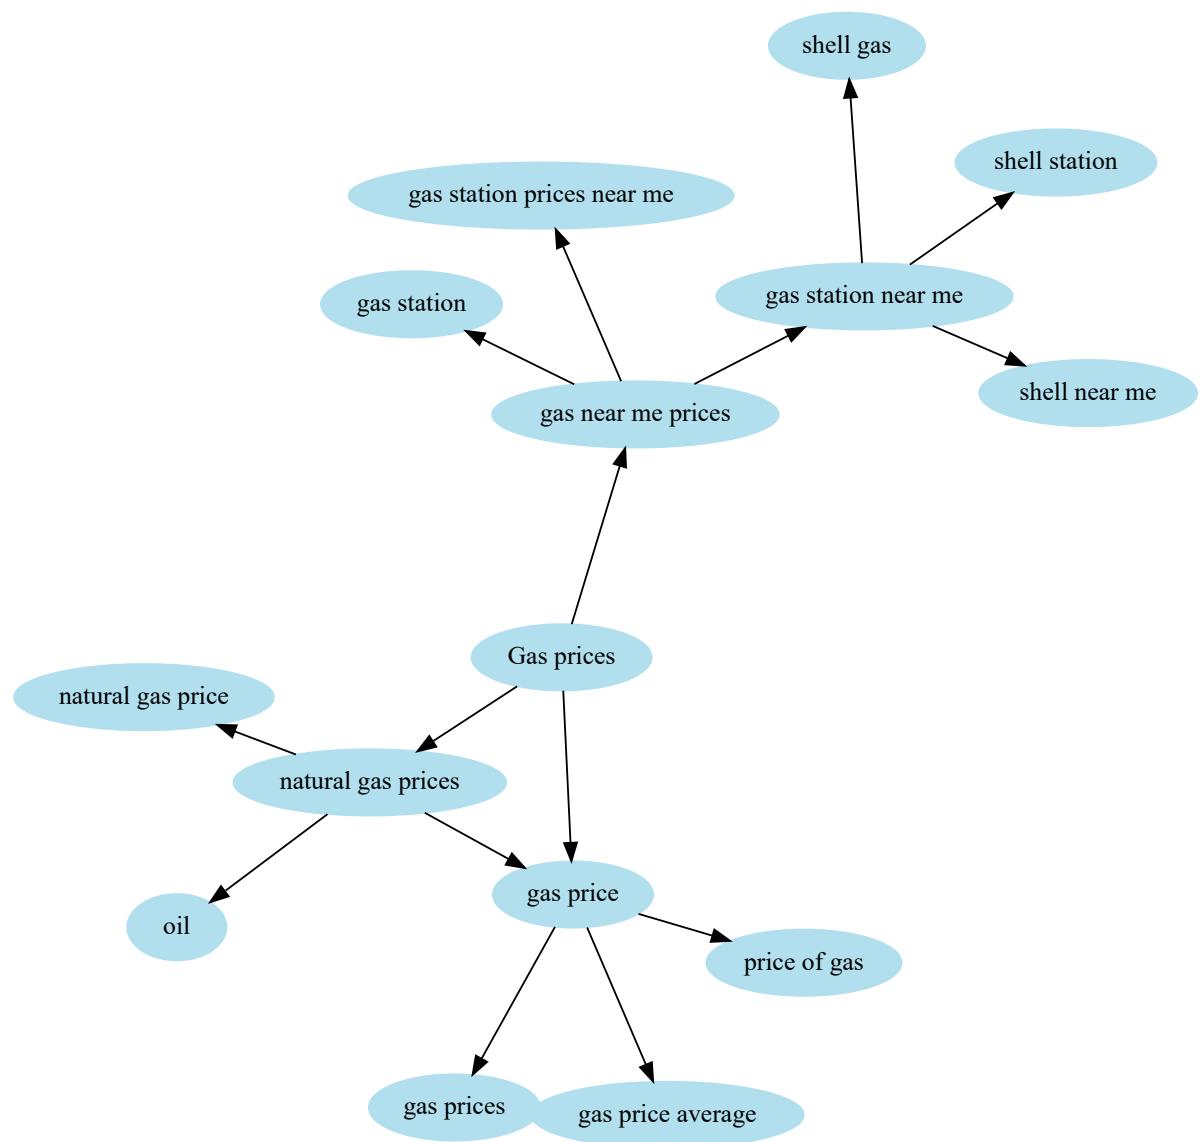 shell gas
shell station
gas station prices near me
gas station near me
gas station
shell near me
gas near me prices
Gas prices
natural gas price
natural gas prices
gas price
oil
price of gas
gas prices
gas price average